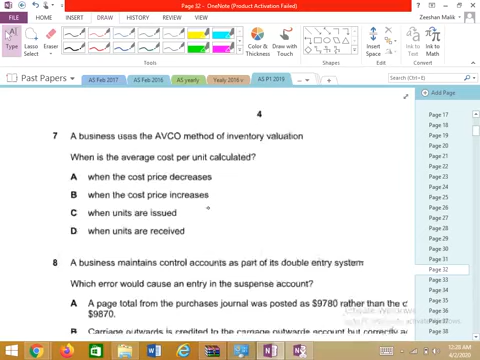 Page 32 - OneNote (Product Activation Failed)
Zeeshan Malik
FILE HOME INSERT DRAW HISTORY REVIEW VIEW
Type
Lasso Select
Eraser
Color & Thickness
Draw with Touch
Insert Space
Ink to Text
Ink to Math
Tools
Shapes
Past Papers
AS Feb 2017
AS Feb 2016
AS yearly
Yearly 2016 v
AS P1 2019
Search (Ctrl+E)
4
7 A business uses the AVCO method of inventory valuation
When is the average cost per unit calculated?
A when the cost price decreases
B when the cost price increases
C when units are issued
D when units are received
8 A business maintains control accounts as part of its double entry system
Which error would cause an entry in the suspense account?
A A page total from the purchases journal was posted as $9780 rather than the c
$9870.
B Carriage outwards is credited to the carriage outwards account but correctly ac
Add Page
Page 17
Page 18
Page 19
Page 20
Page 21
Page 22
Page 23
Page 24
Page 25
Page 26
Page 27
Page 28
Page 29
Page 30
Page 31
Page 32
Page 33
Page 34
Page 35
Page 36
Page 37
Page 38
12:28 AM
4/2/2020